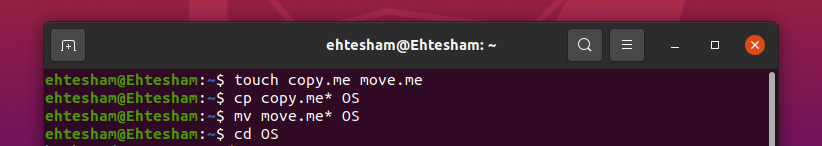 ehtesham@Ehtesham: ~
ehtesham@Ehtesham:~$ touch copy.me move.me
ehtesham@Ehtesham:~$ cp copy.me* OS
ehtesham@Ehtesham:~$ mv move.me* OS
ehtesham@Ehtesham:~$ cd OS